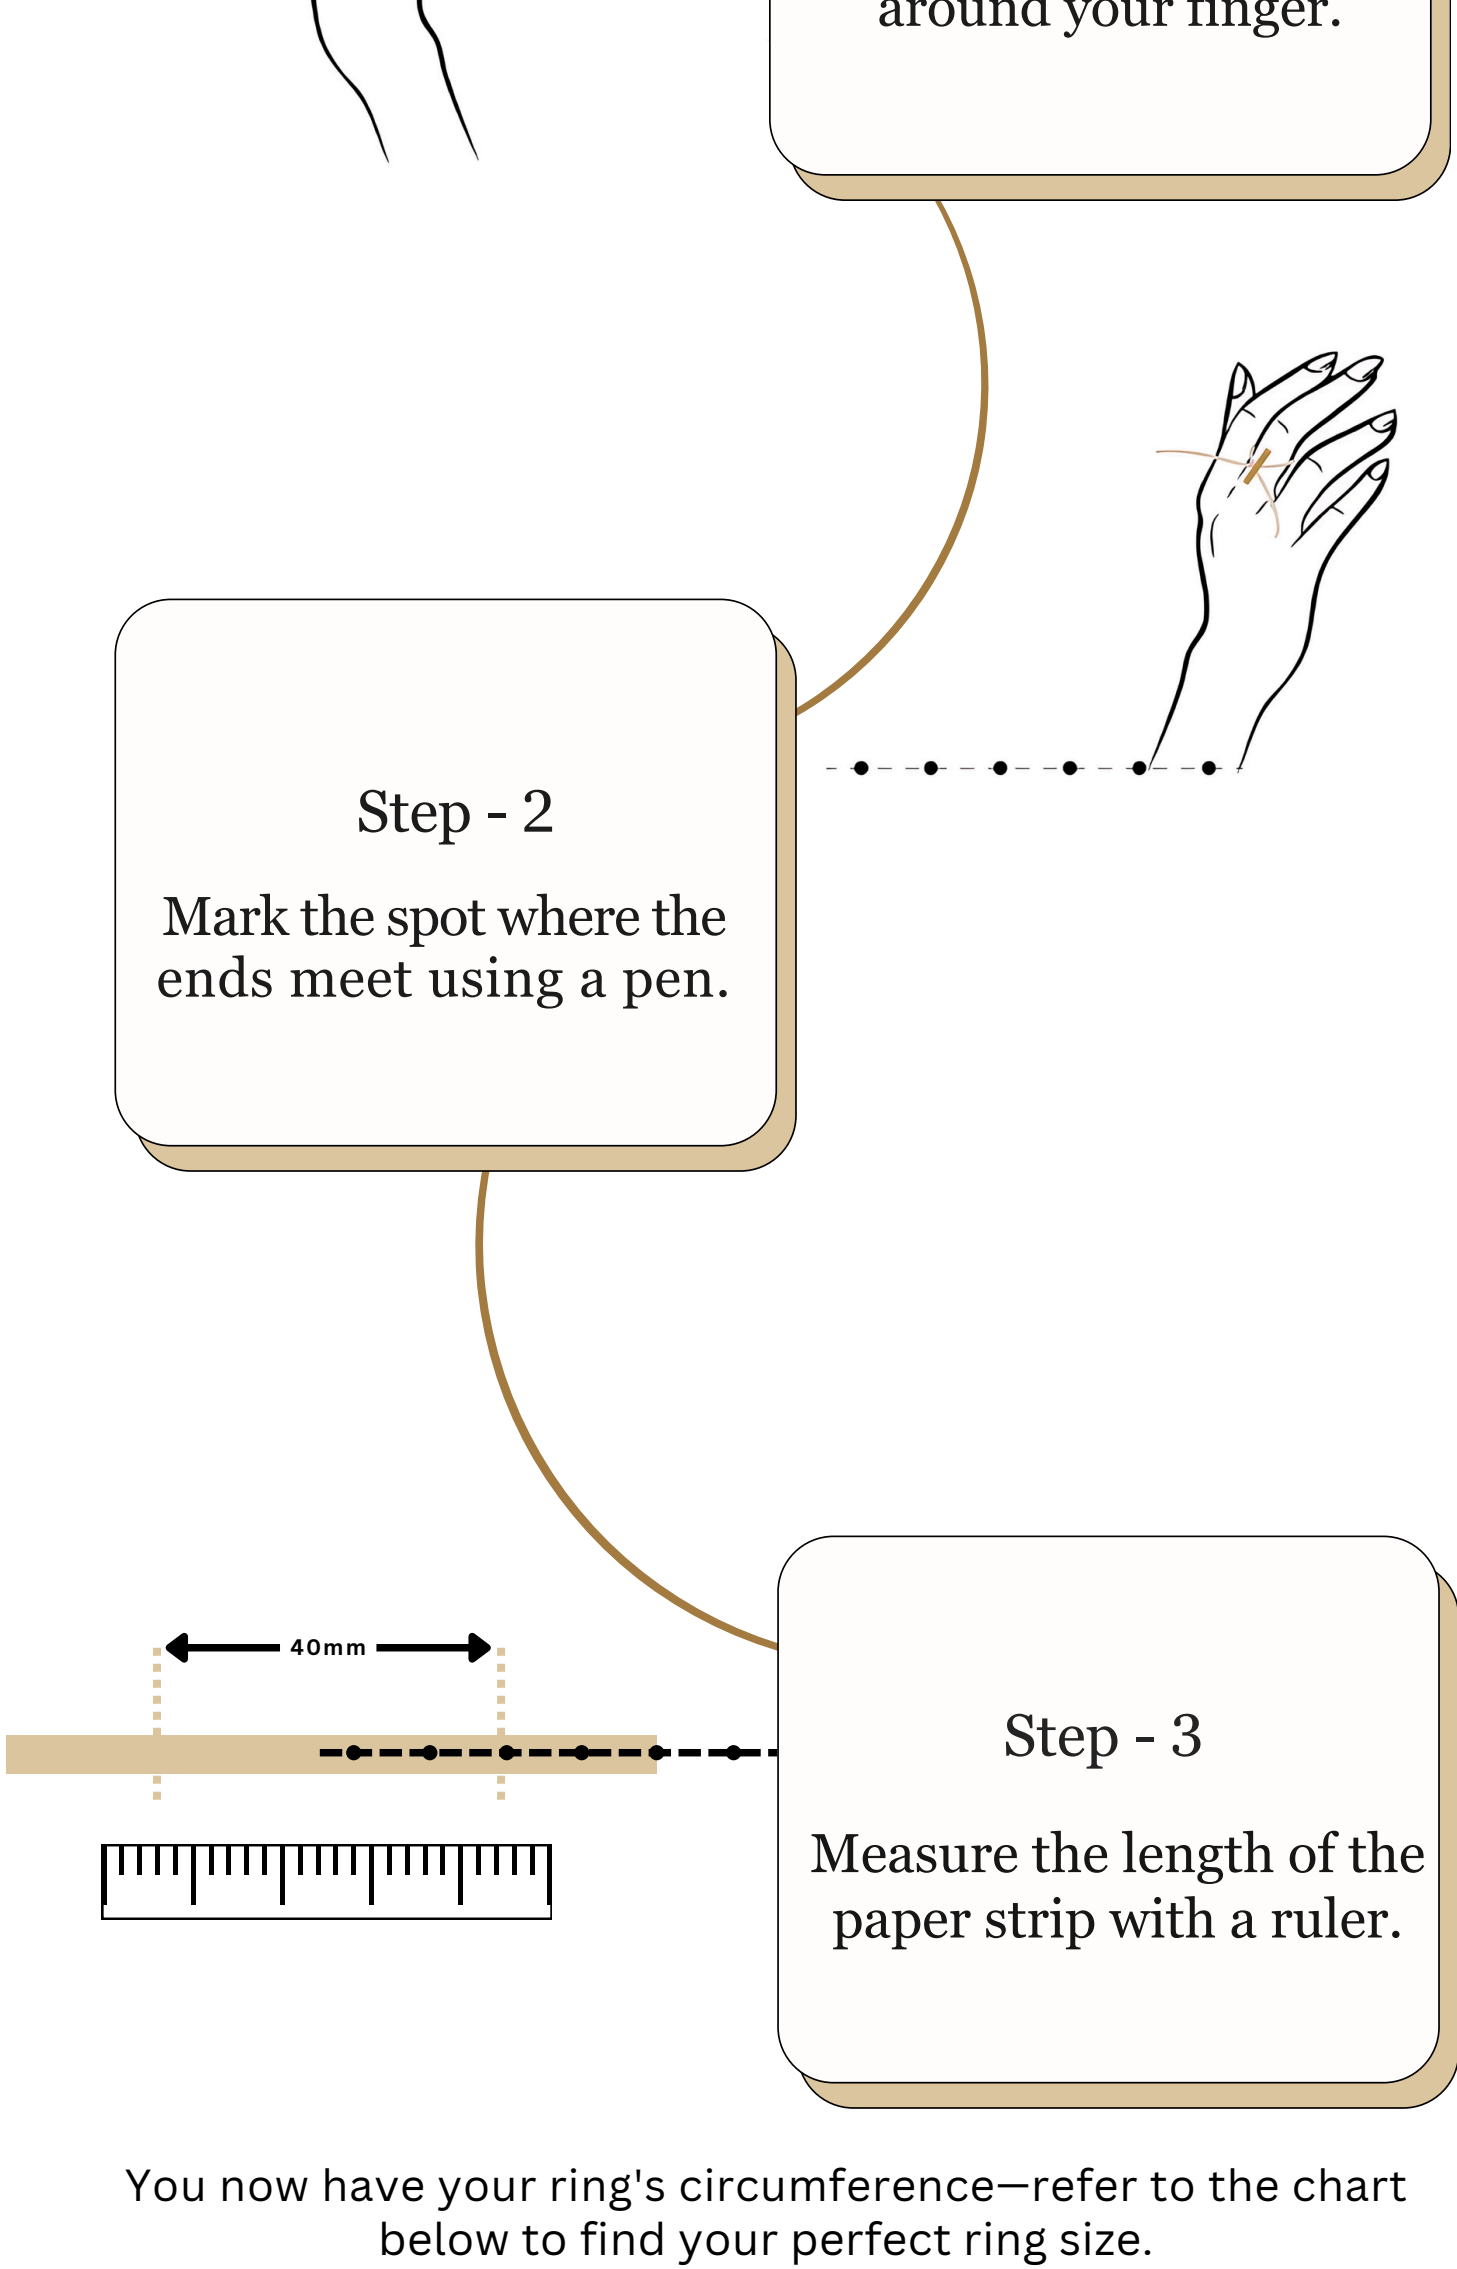 around your finger.
Step - 2
Mark the spot where the
ends meet using a pen.
40mm
Step - 3
Measure the length of the
paper strip with a ruler.
You now have your ring's circumference—refer to the chart
below to find your perfect ring size.